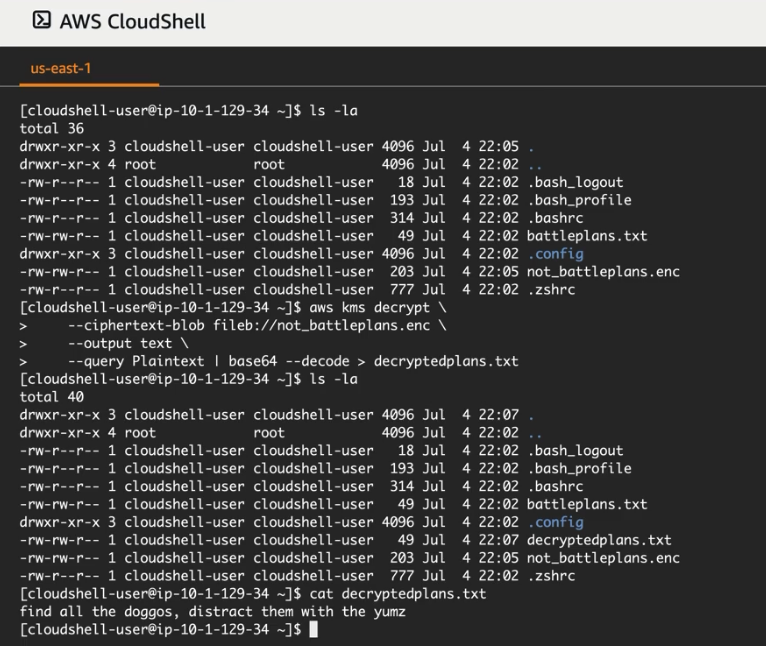 AWS CloudShell
us-east-1
[cloudshell-user@ip-10-1-129-34 ~]$ ls -la
total 36
drwxr-xr-x 3 cloudshell-user cloudshell-user 4096 Jul  4 22:05 .
drwxr-xr-x 4 root            root            4096 Jul  4 22:02 ..
-rw-r--r-- 1 cloudshell-user cloudshell-user   18 Jul  4 22:02 .bash_logout
-rw-r--r-- 1 cloudshell-user cloudshell-user  193 Jul  4 22:02 .bash_profile
-rw-r--r-- 1 cloudshell-user cloudshell-user  314 Jul  4 22:02 .bashrc
-rw-rw-r-- 1 cloudshell-user cloudshell-user   49 Jul  4 22:02 battleplans.txt
drwxr-xr-x 3 cloudshell-user cloudshell-user 4096 Jul  4 22:02 .config
-rw-rw-r-- 1 cloudshell-user cloudshell-user  203 Jul  4 22:05 not_battleplans.enc
-rw-r--r-- 1 cloudshell-user cloudshell-user  777 Jul  4 22:02 .zshrc
[cloudshell-user@ip-10-1-129-34 ~]$ aws kms decrypt \
>     --ciphertext-blob fileb://not_battleplans.enc \
>     --output text \
>     --query Plaintext | base64 --decode > decryptedplans.txt
[cloudshell-user@ip-10-1-129-34 ~]$ ls -la
total 40
drwxr-xr-x 3 cloudshell-user cloudshell-user 4096 Jul  4 22:07 .
drwxr-xr-x 4 root            root            4096 Jul  4 22:02 ..
-rw-r--r-- 1 cloudshell-user cloudshell-user   18 Jul  4 22:02 .bash_logout
-rw-r--r-- 1 cloudshell-user cloudshell-user  193 Jul  4 22:02 .bash_profile
-rw-r--r-- 1 cloudshell-user cloudshell-user  314 Jul  4 22:02 .bashrc
-rw-rw-r-- 1 cloudshell-user cloudshell-user   49 Jul  4 22:02 battleplans.txt
drwxr-xr-x 3 cloudshell-user cloudshell-user 4096 Jul  4 22:02 .config
-rw-rw-r-- 1 cloudshell-user cloudshell-user   49 Jul  4 22:07 decryptedplans.txt
-rw-rw-r-- 1 cloudshell-user cloudshell-user  203 Jul  4 22:05 not_battleplans.enc
-rw-r--r-- 1 cloudshell-user cloudshell-user  777 Jul  4 22:02 .zshrc
[cloudshell-user@ip-10-1-129-34 ~]$ cat decryptedplans.txt
find all the doggos, distract them with the yumz
[cloudshell-user@ip-10-1-129-34 ~]$